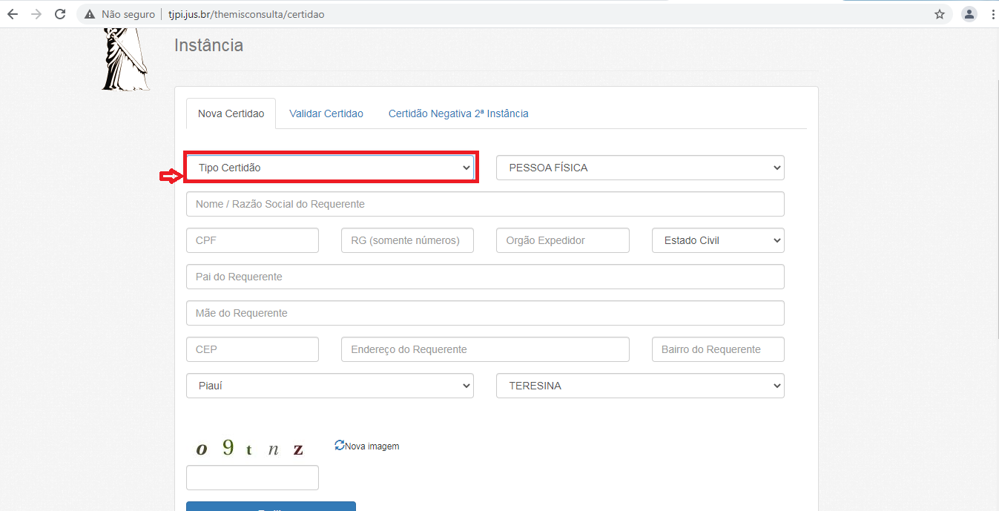 Não seguro
tjpi.jus.br/themisconsulta/certidao
Instância
Nova Certidao Validar Certidao Certidão Negativa 2ª Instância
Tipo Certidão PESSOA FÍSICA
Nome / Razão Social do Requerente
CPF RG (somente números) Orgão Expedidor Estado Civil
Pai do Requerente
Mãe do Requerente
CEP Endereço do Requerente Bairro do Requerente
Piauí TERESINA
o 9 t n z Nova imagem